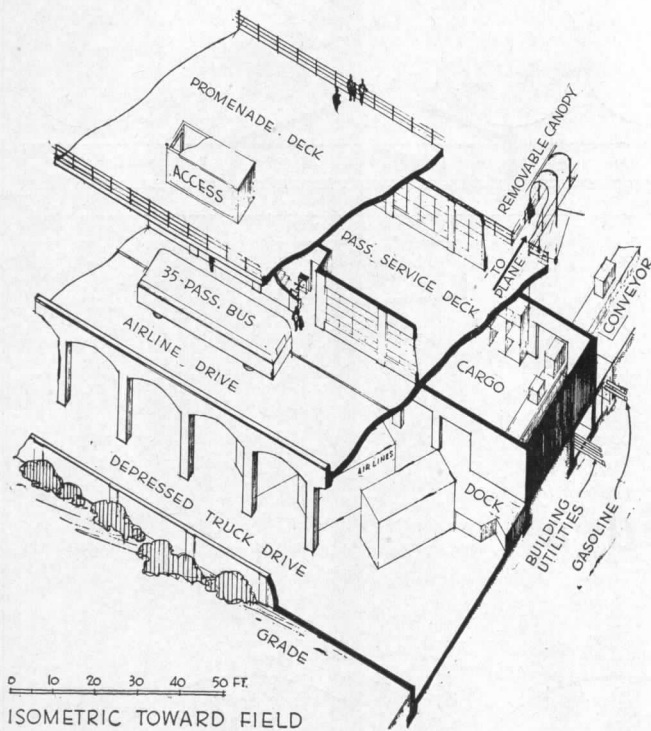 PROMENADE DECK
ACCESS
REMOVABLE CANOPY
PASS. SERVICE DECK
TO
PLANE
35-PASS. BUS
CONVEYOR
AIRLINE DRIVE
CARGO
AIR LINES
DEPRESSED TRUCK DRIVE
DOCK
BUILDING
UTILITIES
GASOLINE
GRADE
0 10 20 30 40 50 FT.
ISOMETRIC TOWARD FIELD